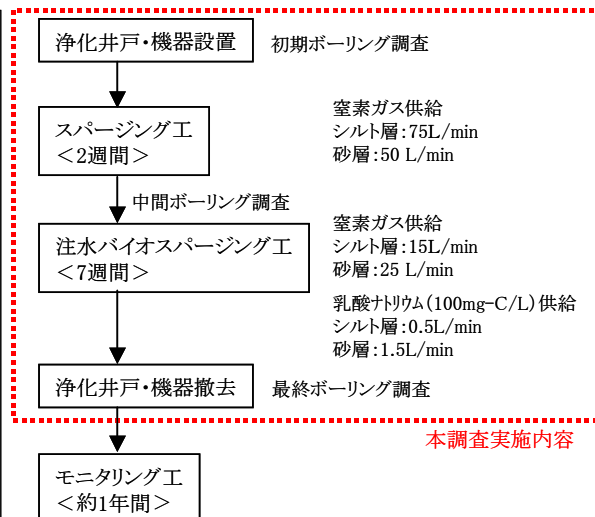 浄化井戸・機器設置
初期ボーリング調査
スパージング工
＜2週間＞
窒素ガス供給
シルト層:75L/min
砂層:50 L/min
中間ボーリング調査
注水バイオスパージング工
＜7週間＞
窒素ガス供給
シルト層:15L/min
砂層:25 L/min
乳酸ナトリウム(100mg-C/L)供給
シルト層:0.5L/min
砂層:1.5L/min
浄化井戸・機器撤去
最終ボーリング調査
本調査実施内容
モニタリング工
＜約1年間＞